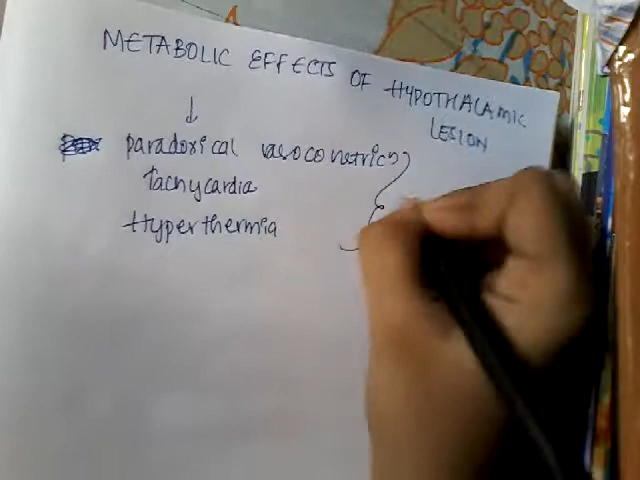 METABOLIC EFFECTS OF HYPOTHALAMIC
LESION
paradoxical vasoconstriction
Tachycardia
Hyperthermia